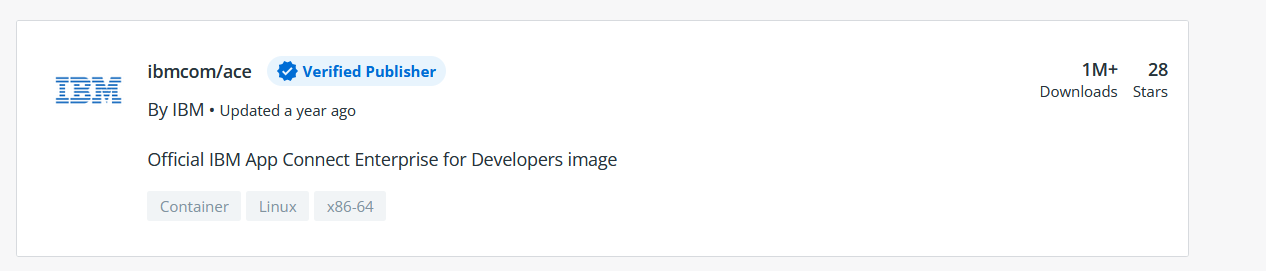 IBM
ibmcom/ace Verified Publisher
1M+ 28
Downloads Stars
By IBM • Updated a year ago
Official IBM App Connect Enterprise for Developers image
Container Linux x86-64